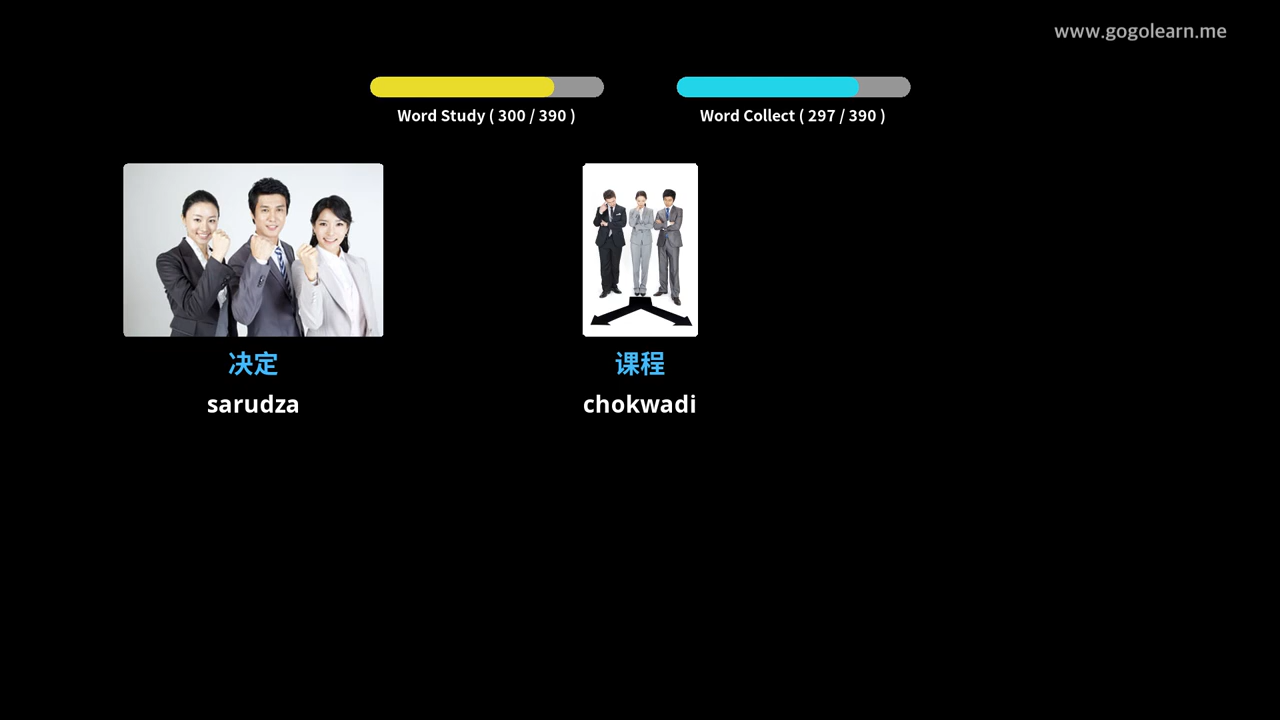 www.gogolearn.me
Word Study ( 300 / 390 )
Word Collect ( 297 / 390 )
决定
课程
sarudza
chokwadi